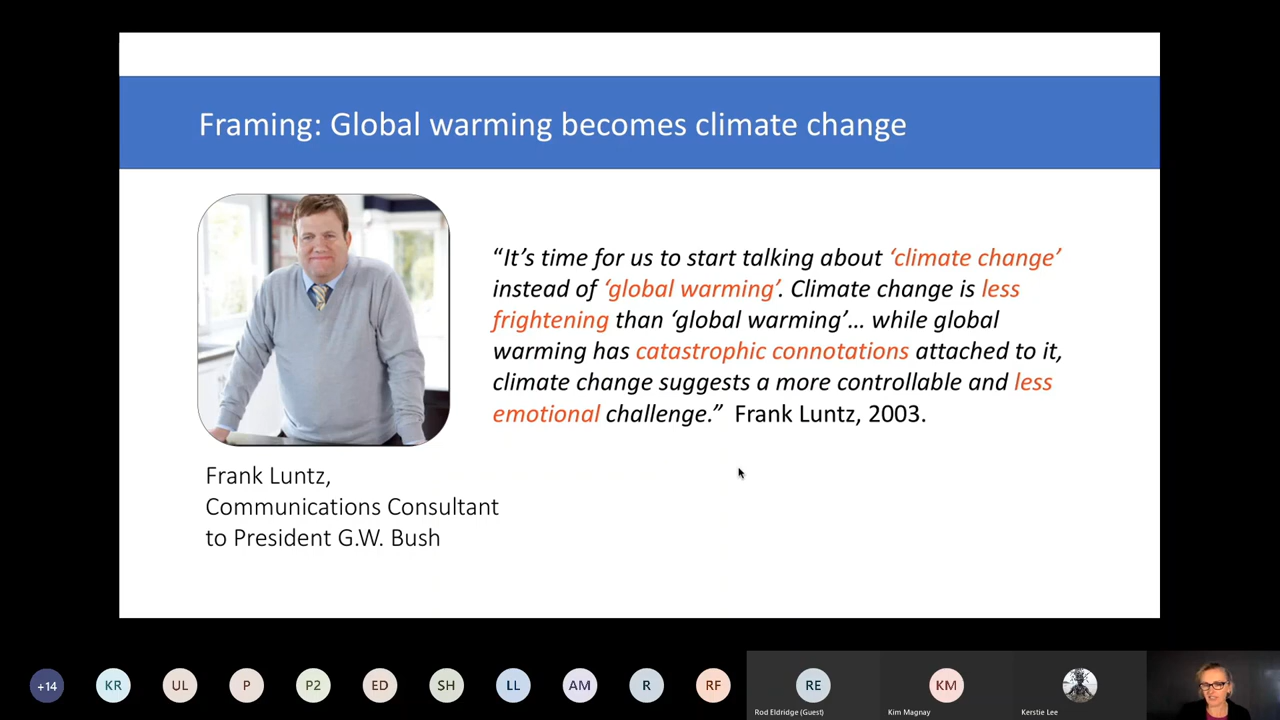 Framing: Global warming becomes climate change
“It’s time for us to start talking about ‘climate change’
instead of ‘global warming’. Climate change is less
frightening than ‘global warming’... while global
warming has catastrophic connotations attached to it,
climate change suggests a more controllable and less
emotional challenge.” Frank Luntz, 2003.
Frank Luntz,
Communications Consultant
to President G.W. Bush
+14 KR UL P P2 ED SH LL AM R RF RE KM
Rod Eldridge (Guest) Kim Magnay Kerstie Lee